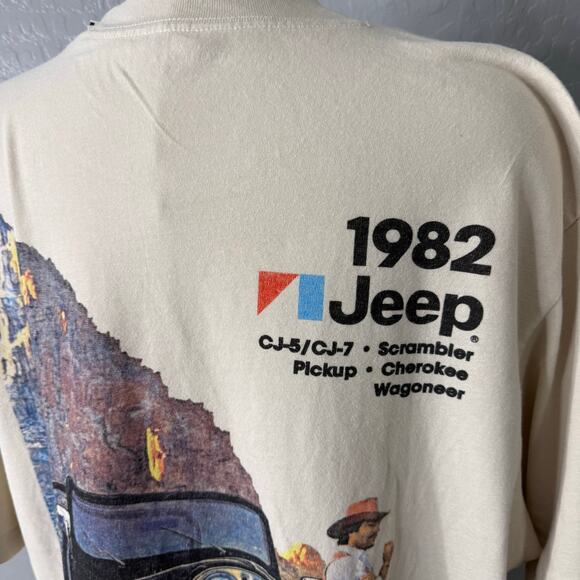 1982
Jeep®
CJ-5/CJ-7 • Scrambler
Pickup • Cherokee
Wagoneer